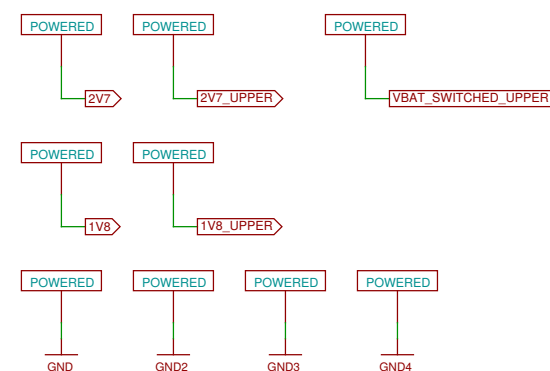 POWERED POWERED POWERED
2V7 2V7_UPPER VBAT_SWITCHED_UPPER
POWERED POWERED
1V8 1V8_UPPER
POWERED POWERED POWERED POWERED
GND GND2 GND3 GND4